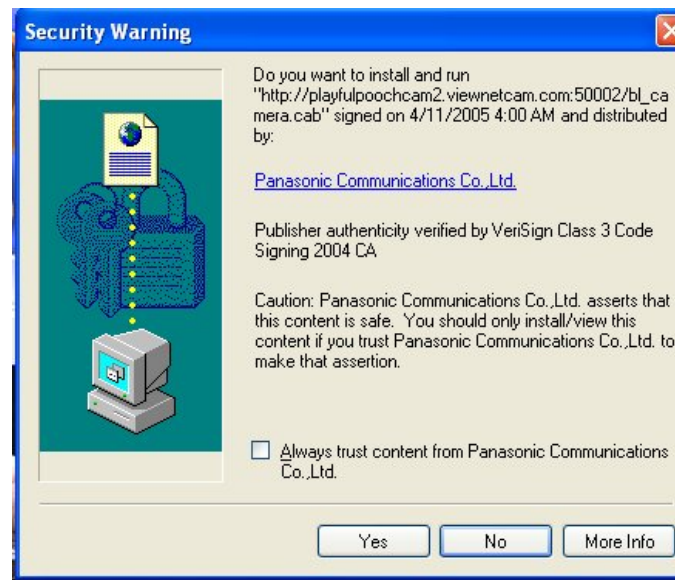 Security Warning
Do you want to install and run
"http://playfulpoochcam2.viewnetcam.com:50002/bl_ca
mera.cab" signed on 4/11/2005 4:00 AM and distributed
by:
Panasonic Communications Co.,Ltd.
Publisher authenticity verified by VeriSign Class 3 Code
Signing 2004 CA
Caution: Panasonic Communications Co.,Ltd. asserts that
this content is safe.  You should only install/view this
content if you trust Panasonic Communications Co.,Ltd. to
make that assertion.
Always trust content from Panasonic Communications
Co.,Ltd.
Yes No More Info